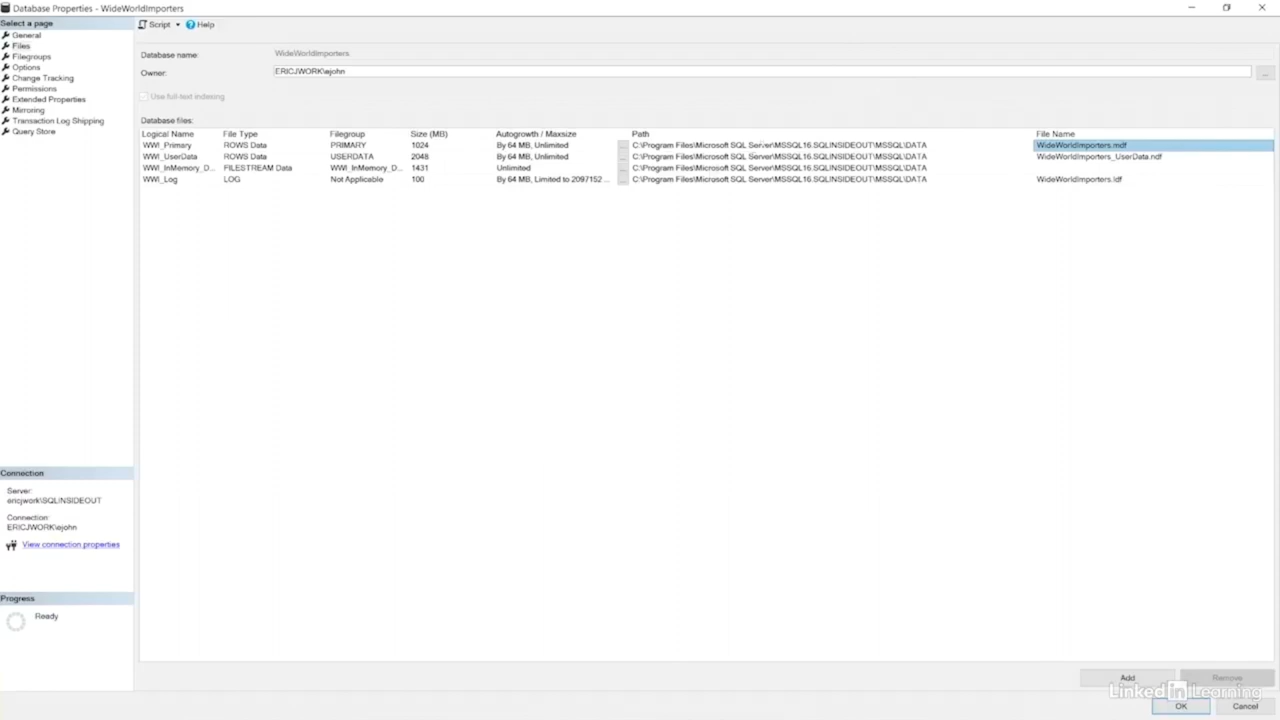 Database Properties - WideWorldImporters
Select a page
General
Files
Filegroups
Options
Change Tracking
Permissions
Extended Properties
Mirroring
Transaction Log Shipping
Query Store
Script Help
Database name: WideWorldImporters
Owner: ERICJWORK\ejohn ...
Use full-text indexing
Database files:
Logical Name File Type Filegroup Size (MB) Autogrowth / Maxsize Path File Name
WWI_Primary ROWS Data PRIMARY 1024 By 64 MB, Unlimited ... C:\Program Files\Microsoft SQL Server\MSSQL16.SQLINSIDEOUT\MSSQL\DATA WideWorldImporters.mdf
WWI_UserData ROWS Data USERDATA 2048 By 64 MB, Unlimited ... C:\Program Files\Microsoft SQL Server\MSSQL16.SQLINSIDEOUT\MSSQL\DATA WideWorldImporters_UserData.ndf
WWI_InMemory_D... FILESTREAM Data WWI_InMemory_D... 1431 Unlimited ... C:\Program Files\Microsoft SQL Server\MSSQL16.SQLINSIDEOUT\MSSQL\DATA
WWI_Log LOG Not Applicable 100 By 64 MB, Limited to 2097152 ... ... C:\Program Files\Microsoft SQL Server\MSSQL16.SQLINSIDEOUT\MSSQL\DATA WideWorldImporters.ldf
Connection
Server:
ericjwork\SQLINSIDEOUT
Connection:
ERICJWORK\ejohn
View connection properties
Progress
Ready
Add Remove
LinkedIn Learning
OK Cancel